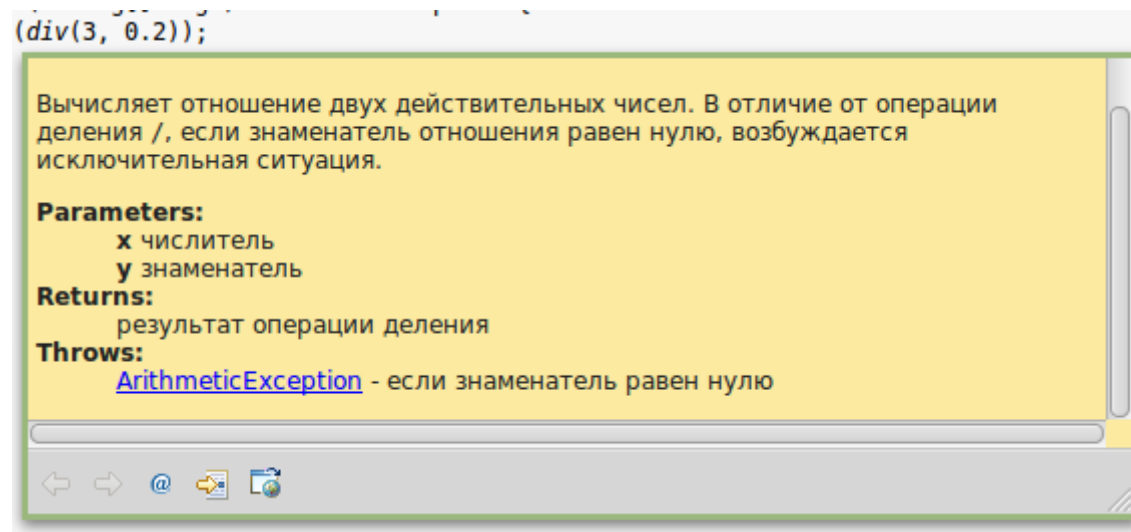 (div(3, 0.2));
Вычисляет отношение двух действительных чисел. В отличие от операции
деления /, если знаменатель отношения равен нулю, возбуждается
исключительная ситуация.
Parameters:
x числитель
y знаменатель
Returns:
результат операции деления
Throws:
ArithmeticException - если знаменатель равен нулю
@